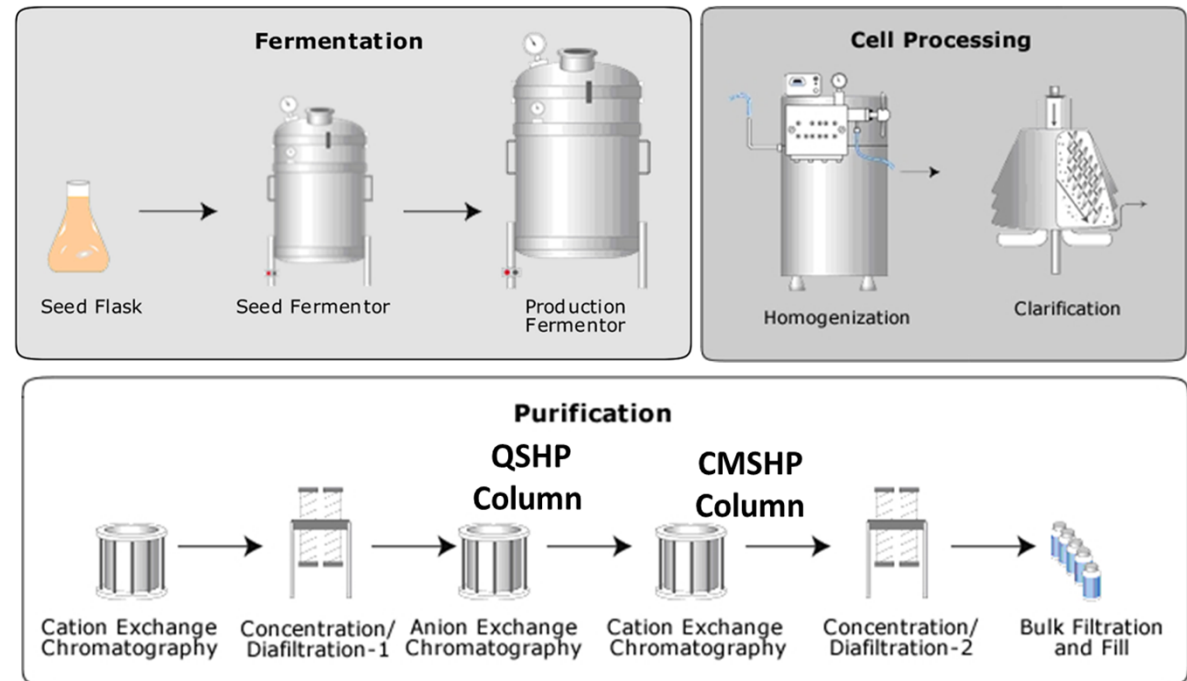 Fermentation
Seed Flask
Seed Fermentor
Production
Fermentor
Cell Processing
Homogenization
Clarification
Purification
QSHP
Column
CMSHP
Column
Cation Exchange
Chromatography
Concentration/
Diafiltration-1
Anion Exchange
Chromatography
Cation Exchange
Chromatography
Concentration/
Diafiltration-2
Bulk Filtration
and Fill